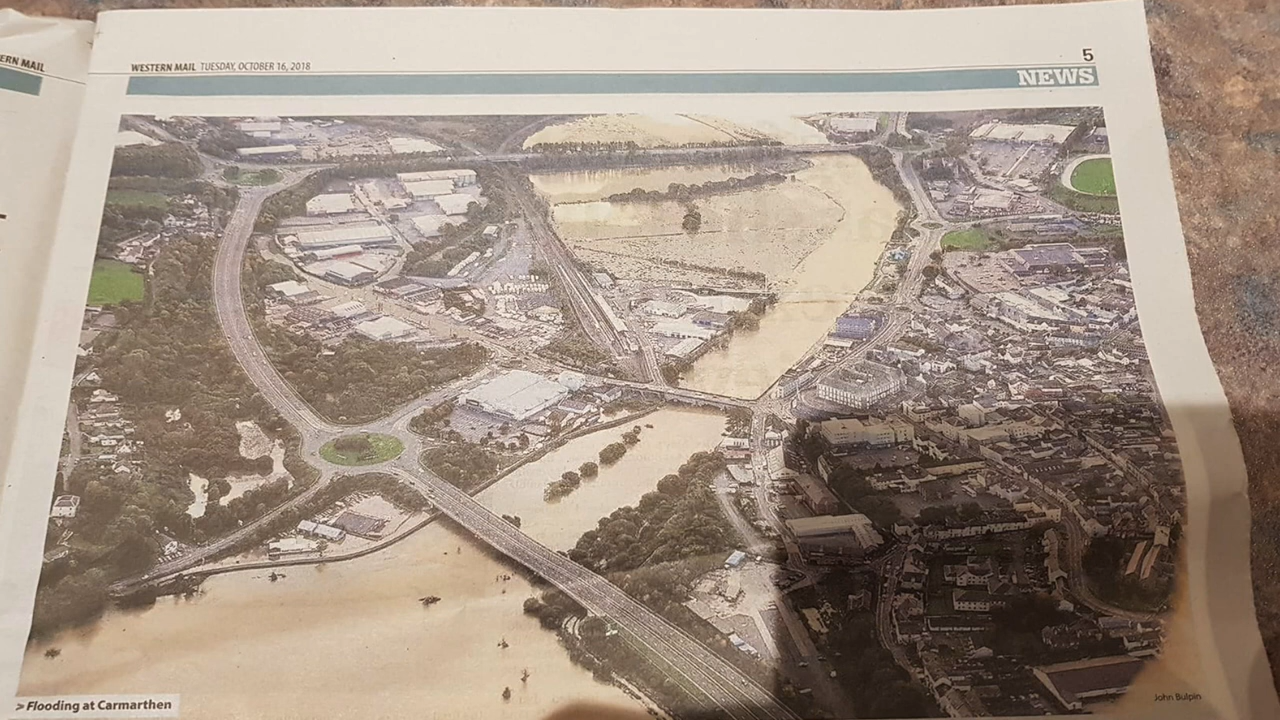 ERN MAIL
WESTERN MAIL TUESDAY, OCTOBER 16, 2018
5
NEWS
> Flooding at Carmarthen
John Bulpin